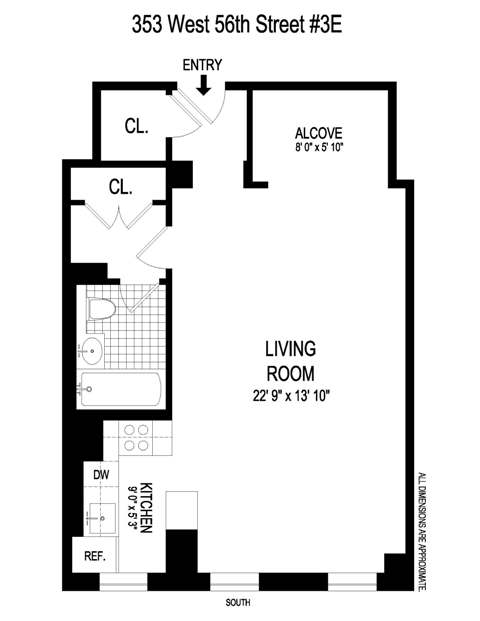 353 West 56th Street #3E
ENTRY
CL.
ALCOVE
8' 0" x 5' 10"
CL.
LIVING
ROOM
22' 9" x 13' 10"
DW
KITCHEN
9' 0" x 5' 3"
REF.
ALL DIMENSIONS ARE APPROXIMATE.
SOUTH